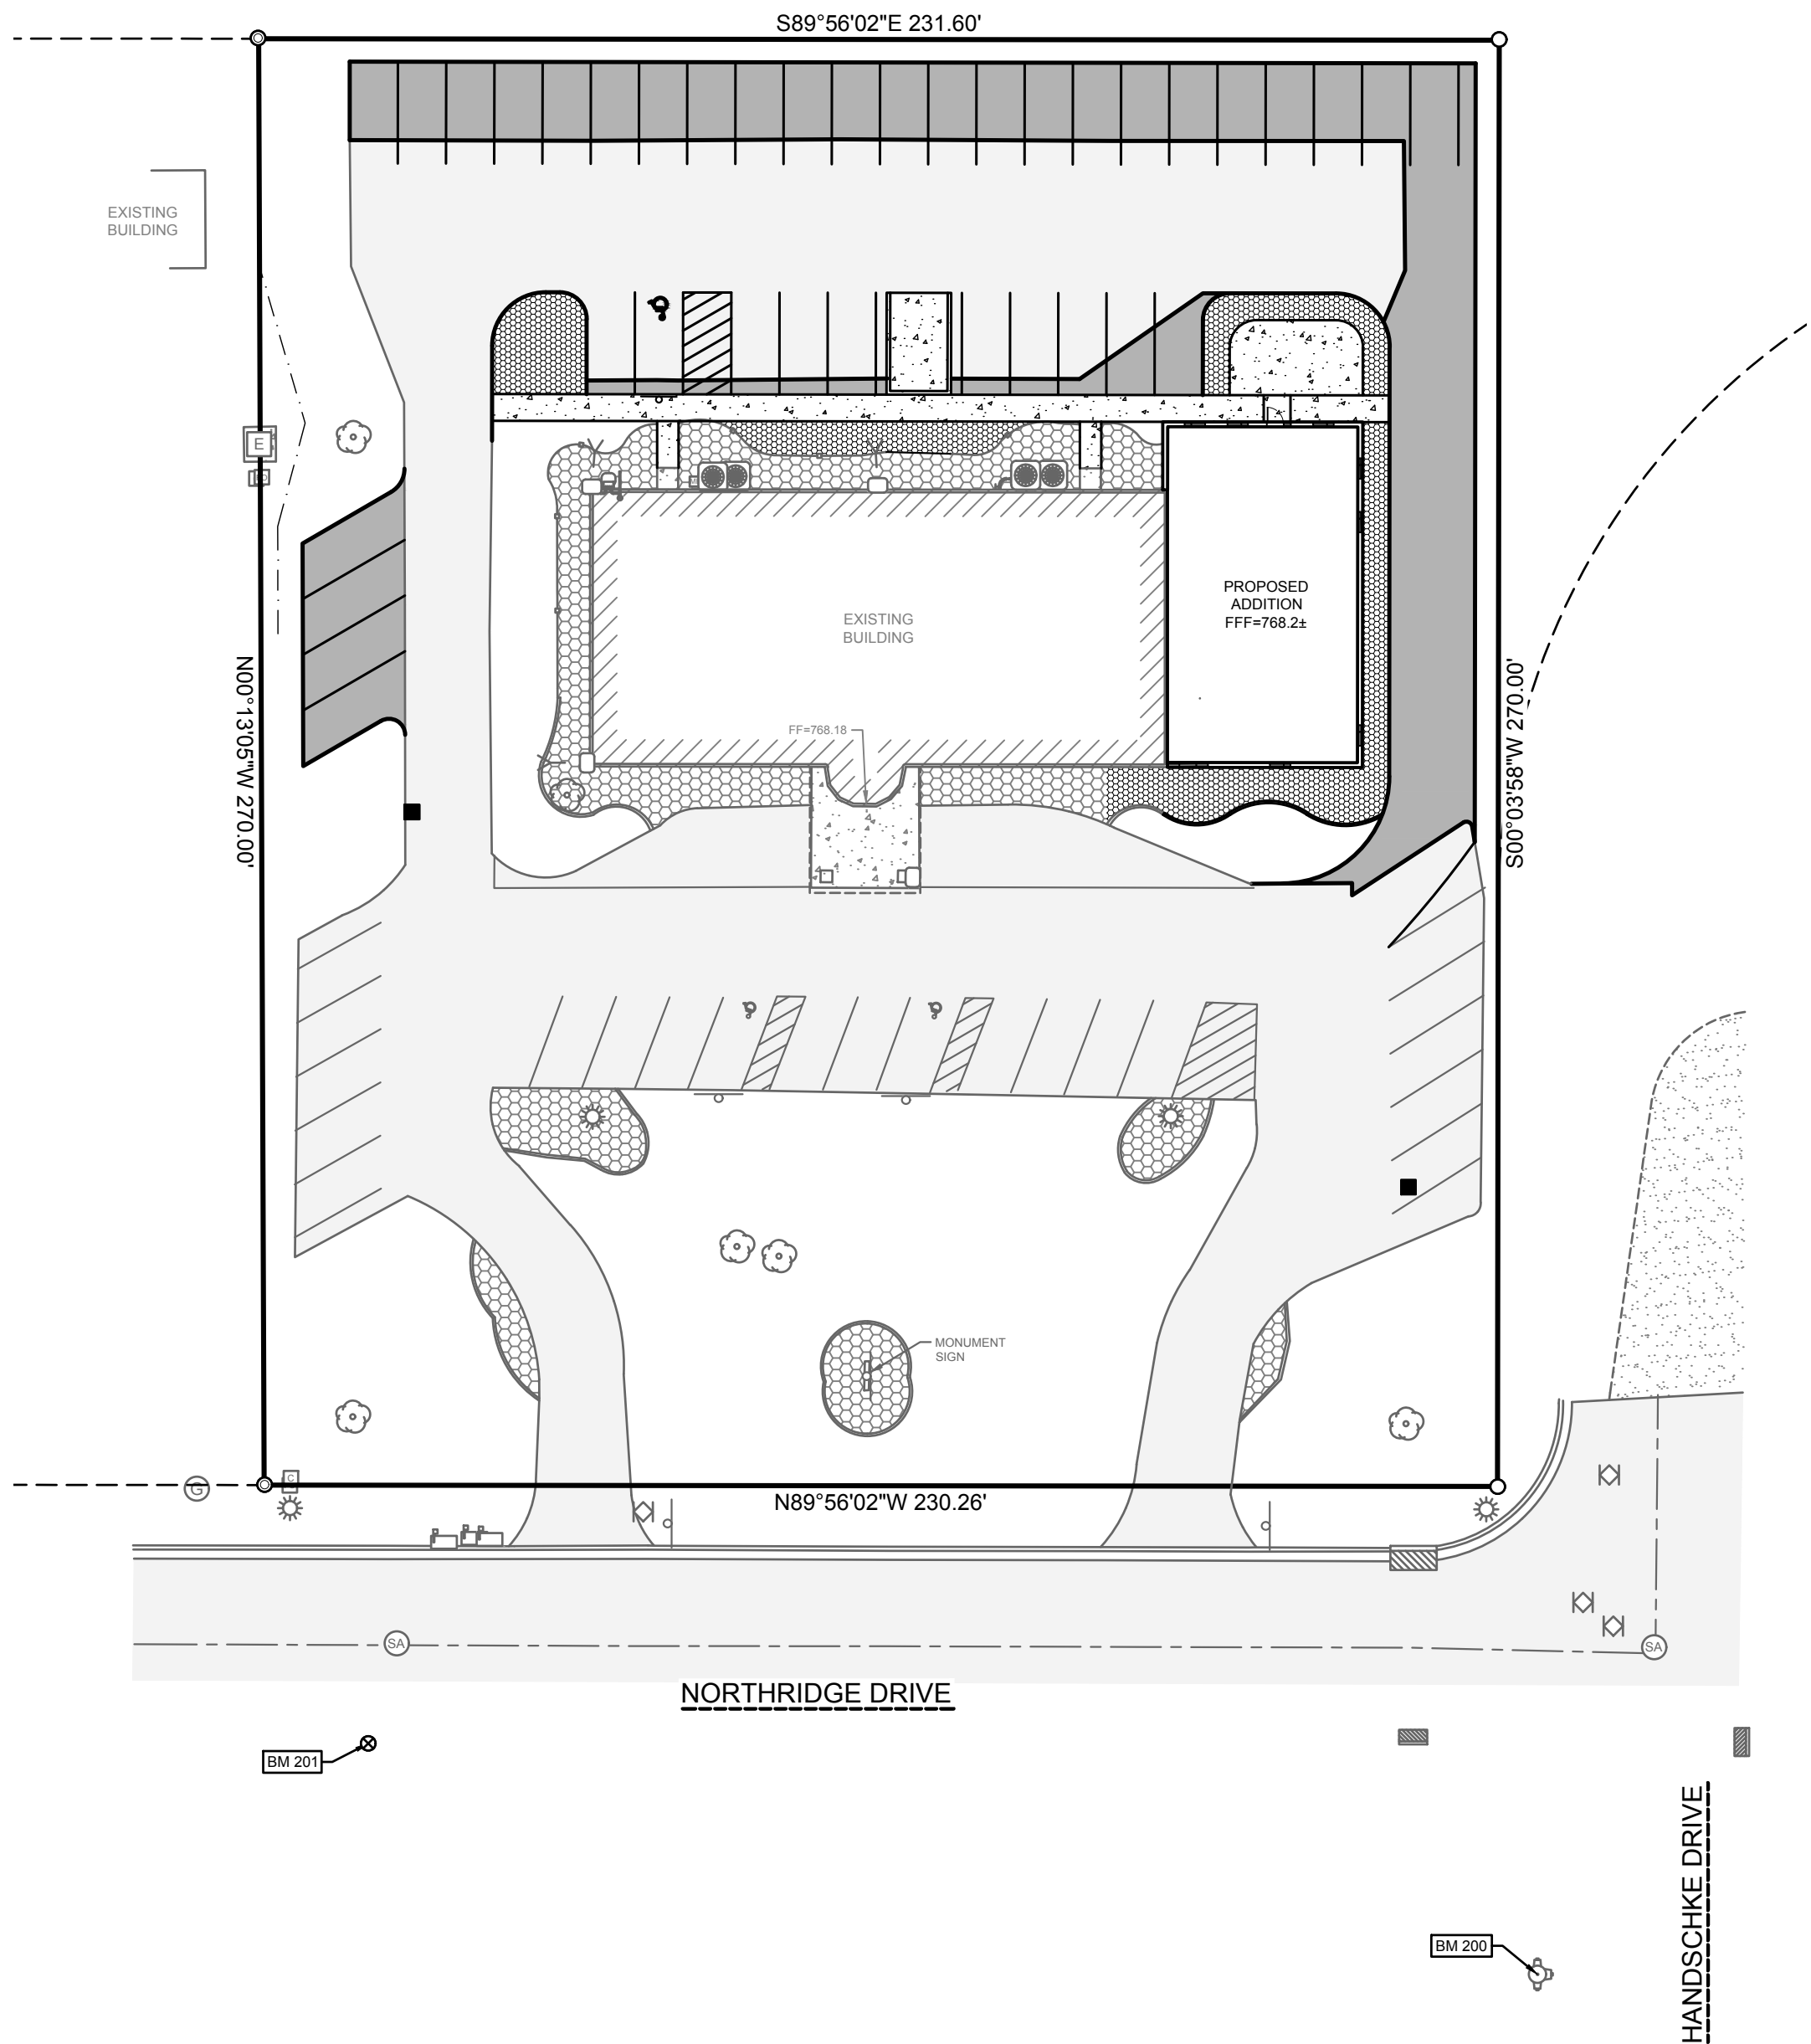 S89°56'02"E 231.60'
EXISTING
BUILDING
E
PROPOSED
ADDITION
FFF=768.2±
EXISTING
BUILDING
FF=768.18
N00°13'05"W 270.00'
S00°03'58"W 270.00'
MONUMENT
SIGN
C
G
N89°56'02"W 230.26'
SA
SA
NORTHRIDGE DRIVE
BM 201
BM 200
HANDSCHKE DRIVE